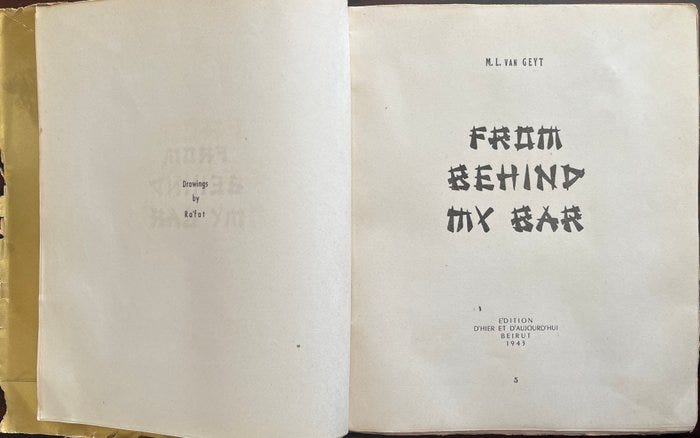 Drawings
by
Ra'fat
M. L. VAN GEYT
FROM
BEHIND
MY BAR
EDITION
D'HIER ET D'AUJOURD'HUI
BEIRUT
1945
5